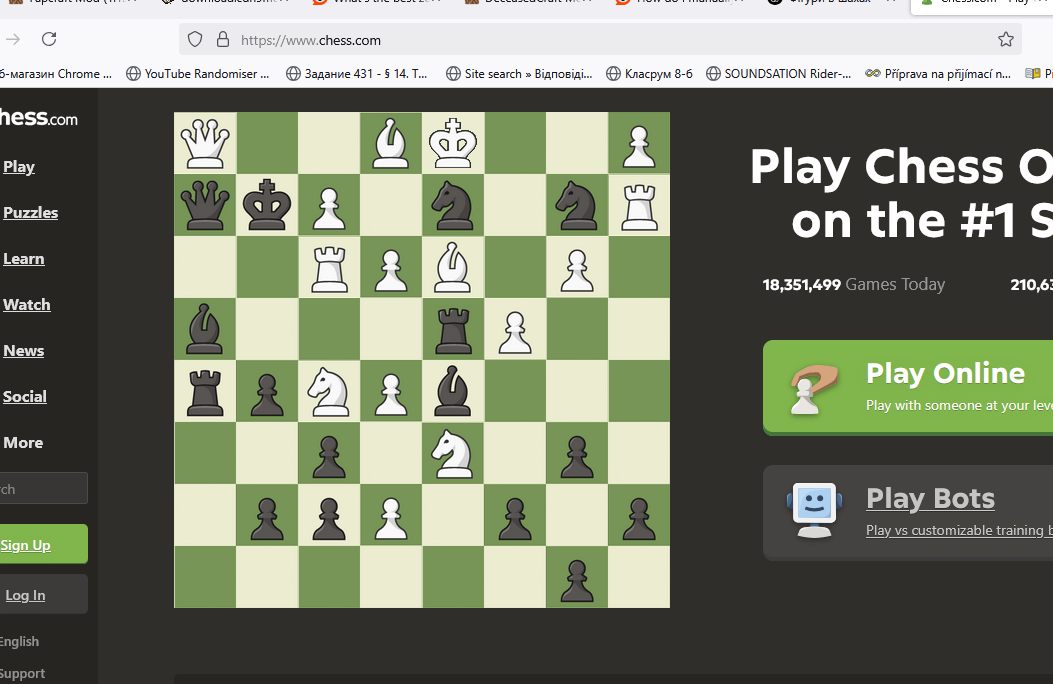 https://www.chess.com
б-магазин Chrome ... YouTube Randomiser ... Задание 431 - § 14. Т... Site search » Відповіді... Класрум 8-б SOUNDSATION Rider-... Příprava na přijímací n...
hess.com
Play
Puzzles
Learn
Watch
News
Social
More
rch
Sign Up
Log In
English
Support
Play Chess O
on the #1 S
18,351,499 Games Today 210,63
Play Online
Play with someone at your leve
Play Bots
Play vs customizable training b